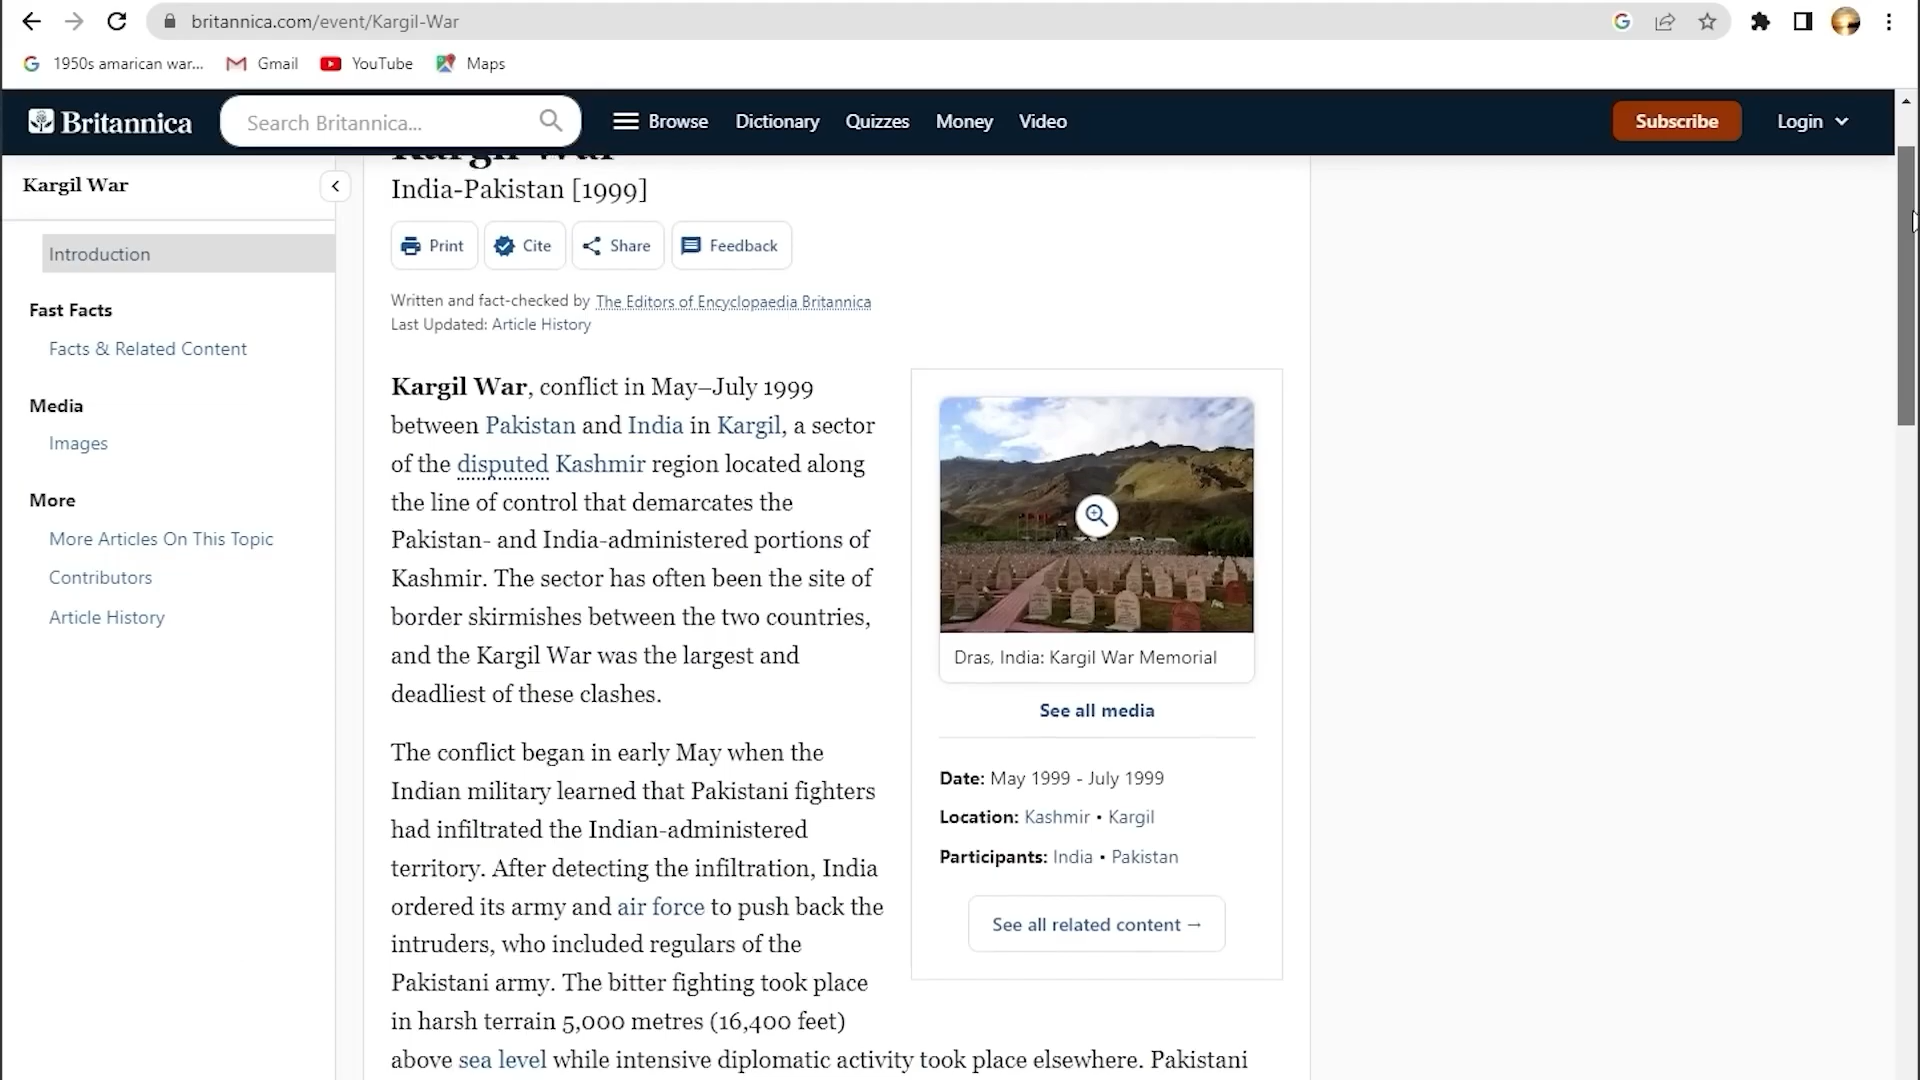 britannica.com/event/Kargil-War
1950s amarican war...
Gmail
YouTube
Maps
Britannica
Search Britannica...
Browse
Dictionary
Quizzes
Money
Video
Subscribe
Login
Kargil War
Introduction
Fast Facts
Facts & Related Content
Media
Images
More
More Articles On This Topic
Contributors
Article History
Kargil War
India-Pakistan [1999]
Print
Cite
Share
Feedback
Written and fact-checked by The Editors of Encyclopaedia Britannica
Last Updated: Article History
Kargil War, conflict in May–July 1999
between Pakistan and India in Kargil, a sector
of the disputed Kashmir region located along
the line of control that demarcates the
Pakistan- and India-administered portions of
Kashmir. The sector has often been the site of
border skirmishes between the two countries,
and the Kargil War was the largest and
deadliest of these clashes.
The conflict began in early May when the
Indian military learned that Pakistani fighters
had infiltrated the Indian-administered
territory. After detecting the infiltration, India
ordered its army and air force to push back the
intruders, who included regulars of the
Pakistani army. The bitter fighting took place
in harsh terrain 5,000 metres (16,400 feet)
above sea level while intensive diplomatic activity took place elsewhere. Pakistani
Dras, India: Kargil War Memorial
See all media
Date: May 1999 - July 1999
Location: Kashmir • Kargil
Participants: India • Pakistan
See all related content →